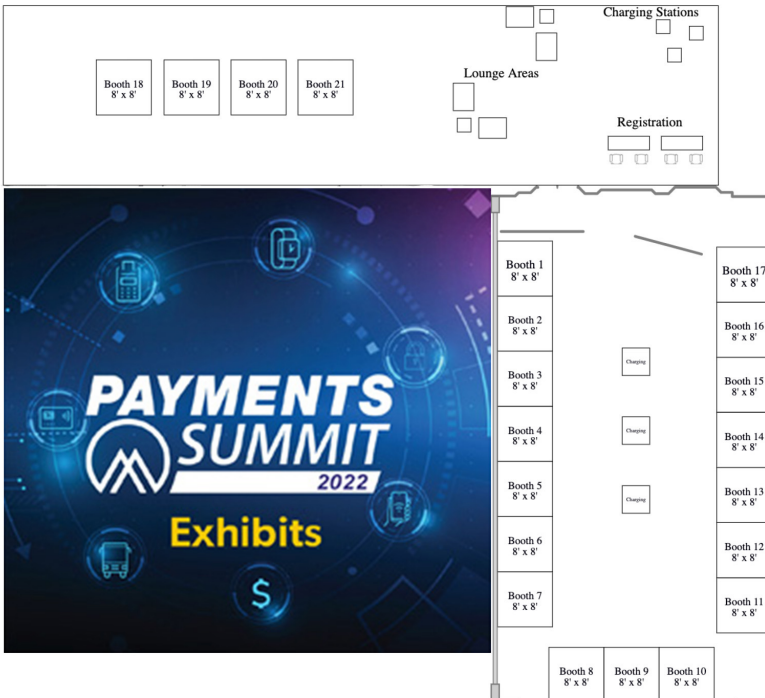 Charging Stations
Lounge Areas
Booth 18
8' x 8'
Booth 19
8' x 8'
Booth 20
8' x 8'
Booth 21
8' x 8'
Registration
PAYMENTS
SUMMIT
2022
Exhibits
$
Booth 1
8' x 8'
Booth 2
8' x 8'
Booth 3
8' x 8'
Booth 4
8' x 8'
Booth 5
8' x 8'
Booth 6
8' x 8'
Booth 7
8' x 8'
Charging
Charging
Charging
Booth 17
8' x 8'
Booth 16
8' x 8'
Booth 15
8' x 8'
Booth 14
8' x 8'
Booth 13
8' x 8'
Booth 12
8' x 8'
Booth 11
8' x 8'
Booth 8
8' x 8'
Booth 9
8' x 8'
Booth 10
8' x 8'